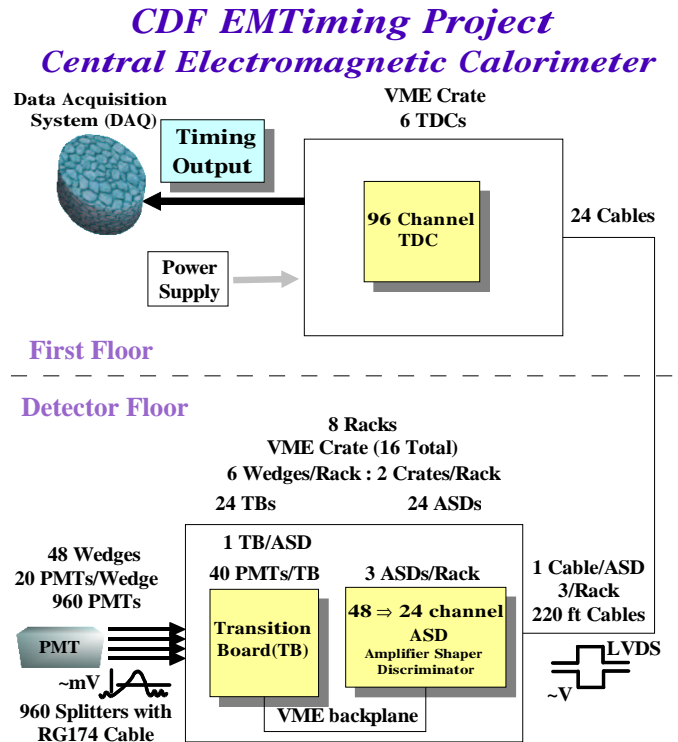 CDF EMTiming Project
Central Electromagnetic Calorimeter
Data Acquisition
System (DAQ)
Timing
Output
VME Crate
6 TDCs
96 Channel
TDC
24 Cables
Power
Supply
First Floor
Detector Floor
8 Racks
VME Crate (16 Total)
6 Wedges/Rack : 2 Crates/Rack
24 TBs
24 ASDs
48 Wedges
20 PMTs/Wedge
960 PMTs
1 TB/ASD
40 PMTs/TB
3 ASDs/Rack
1 Cable/ASD
3/Rack
220 ft Cables
PMT
Transition
Board(TB)
48 ⇒ 24 channel
ASD
Amplifier Shaper
Discriminator
LVDS
~mV
~V
960 Splitters with
RG174 Cable
VME backplane